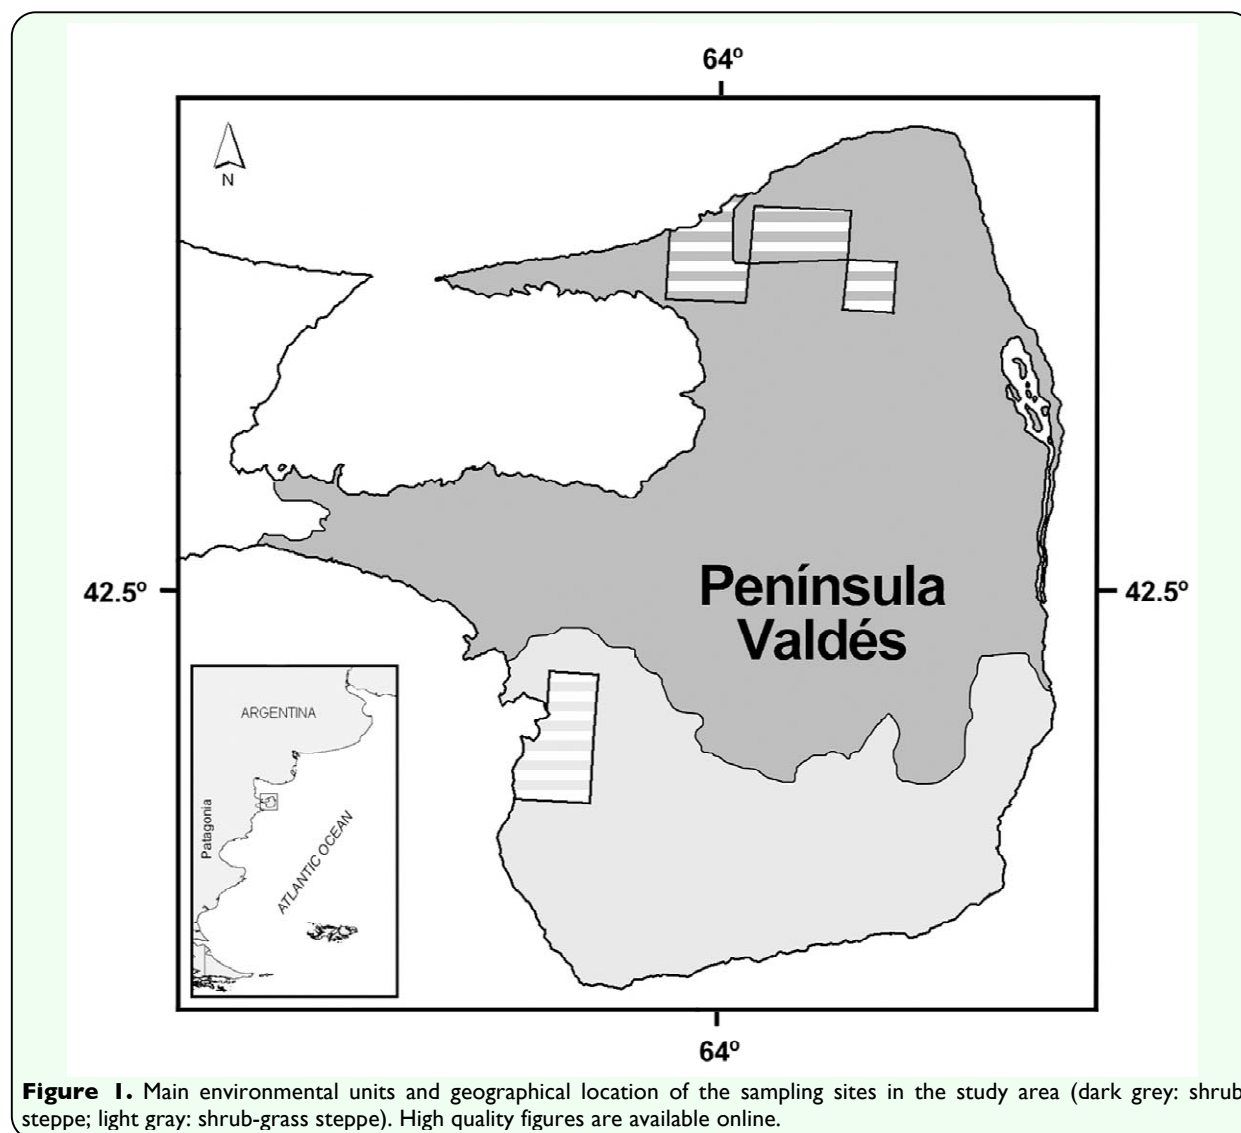 64º
N
42.5º
42.5º
Península
Valdés
ARGENTINA
Patagonia
ATLANTIC OCEAN
64º
Figure 1. Main environmental units and geographical location of the sampling sites in the study area (dark grey: shrub
steppe; light gray: shrub-grass steppe). High quality figures are available online.